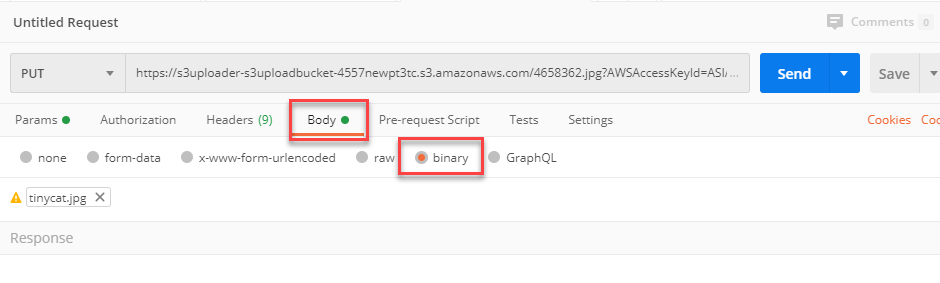 Untitled Request
Comments 0
PUT https://s3uploader-s3uploadbucket-4557newpt3tc.s3.amazonaws.com/4658362.jpg?AWSAccessKeyId=ASI/ ... Send Save
Params Authorization Headers (9) Body Pre-request Script Tests Settings Cookies Coo
none form-data x-www-form-urlencoded raw binary GraphQL
tinycat.jpg
Response